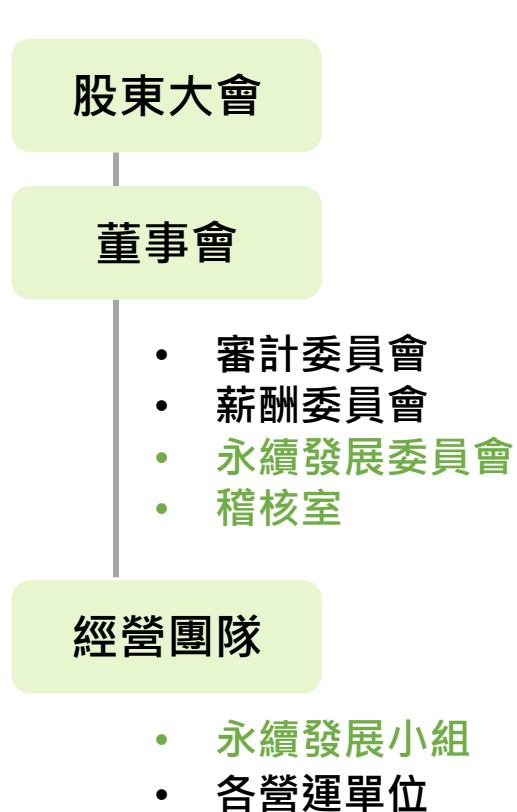 股東大會
董事會
• 審計委員會
• 薪酬委員會
• 永續發展委員會
• 稽核室
經營團隊
• 永續發展小組
• 各營運單位